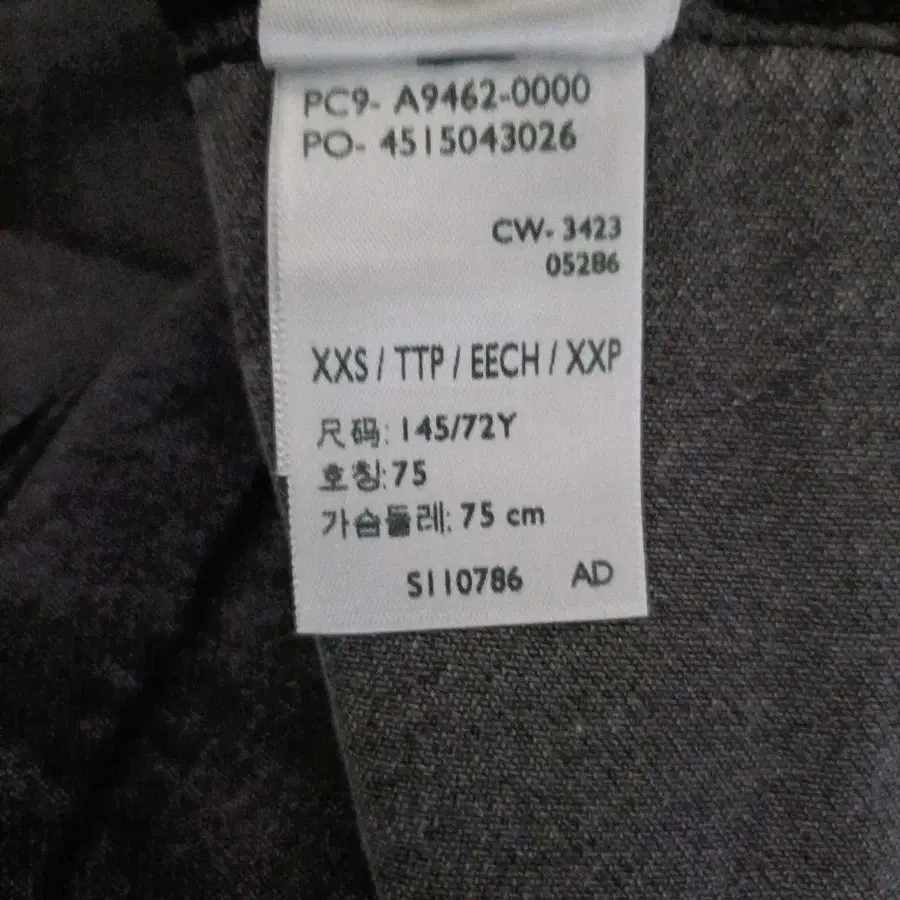 PC9- A9462-0000
PO- 4515043026
CW- 3423
05286
XXS / TTP / EECH / XXP
尺码: 145/72Y
호칭: 75
가슴둘레: 75 cm
S110786 AD